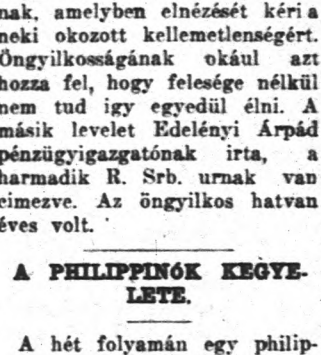 nak, amelyben elnézését kéri a
neki okozott kellemetlenségért.
Öngyilkosságának okául azt
hozza fel, hogy felesége nélkül
nem tud igy egyedül élni. A
másik levelet Edelényi Árpád
pénzügyigazgatónak irta, a
harmadik R. Srb. urnak van
cimezve. Az öngyilkos hatvan
éves volt.
A PHILIPPINÓK KEGYE-
LETE.
A hét folyamán egy philip-